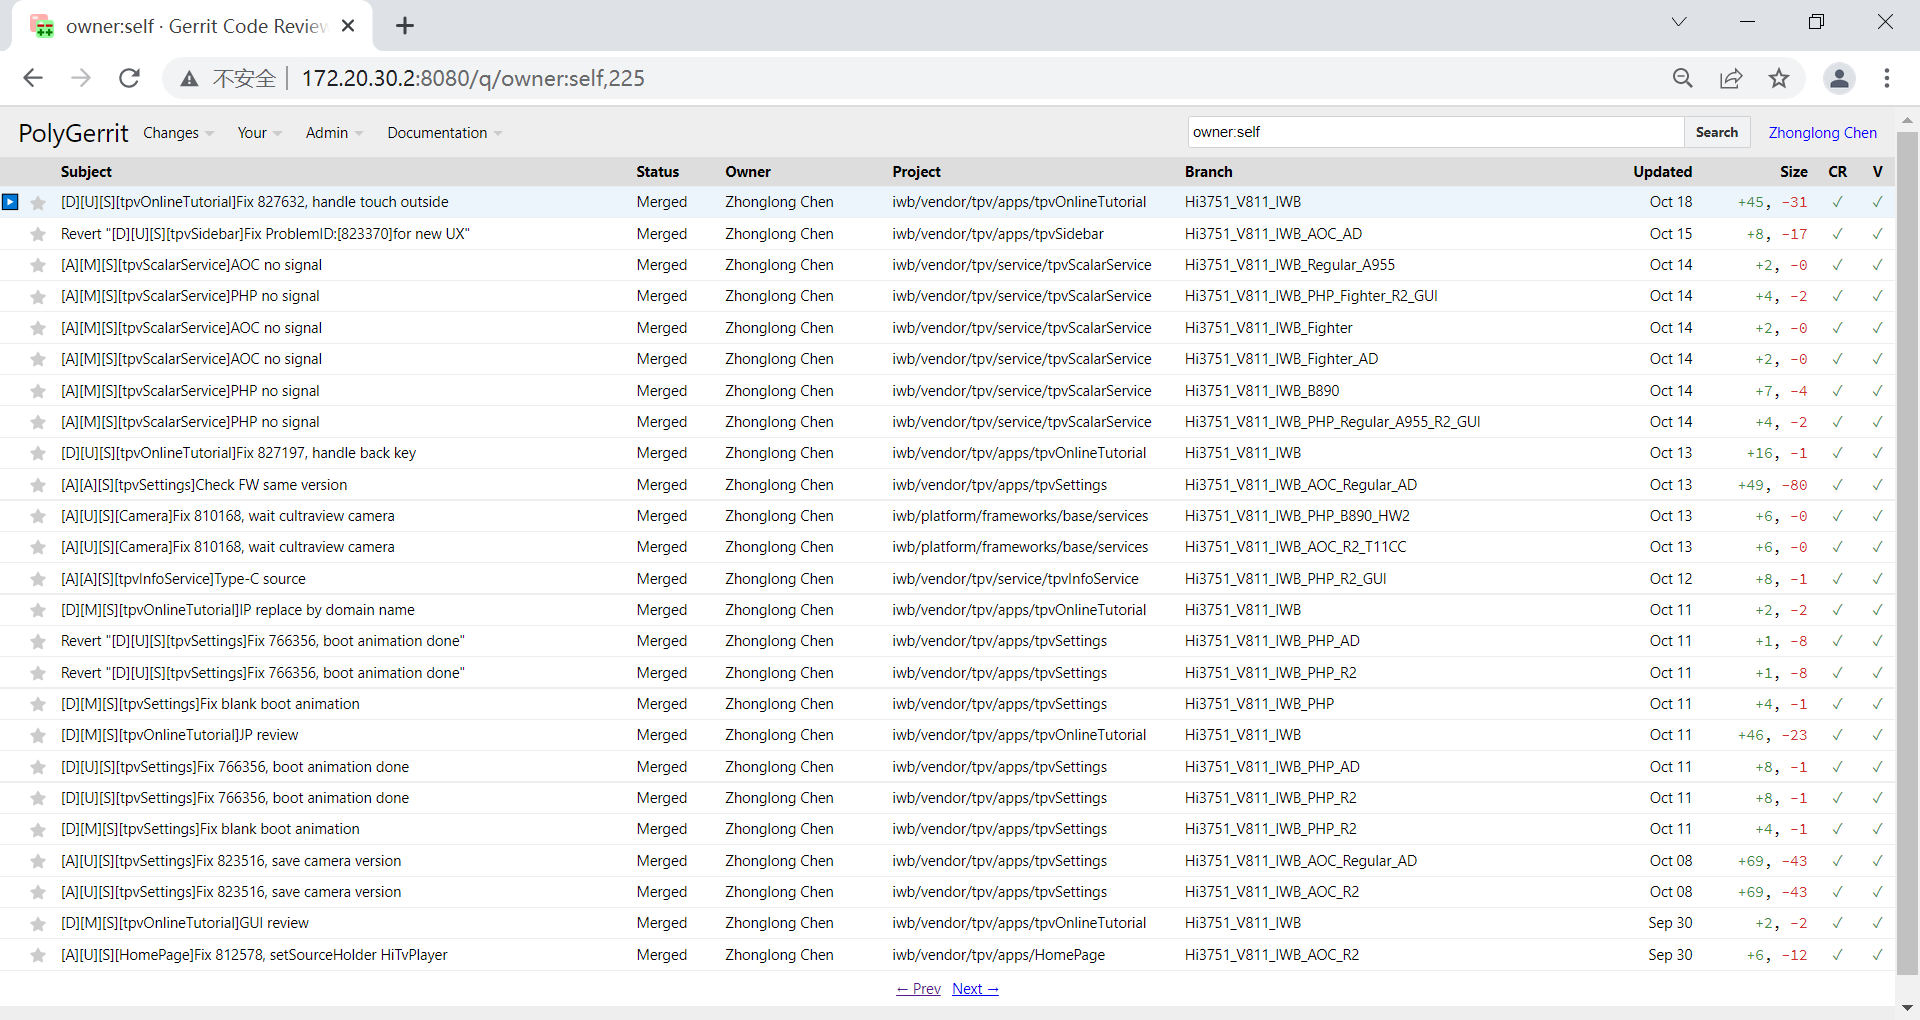 owner:self · Gerrit Code Review
不安全 172.20.30.2:8080/q/owner:self,225
PolyGerrit Changes Your Admin Documentation owner:self Search Zhonglong Chen
Subject Status Owner Project Branch Updated Size CR V
[D][U][S][tpvOnlineTutorial]Fix 827632, handle touch outside Merged Zhonglong Chen iwb/vendor/tpv/apps/tpvOnlineTutorial Hi3751_V811_IWB Oct 18 +45, -31 ✓ ✓
Revert "[D][U][S][tpvSidebar]Fix ProblemID:[823370]for new UX" Merged Zhonglong Chen iwb/vendor/tpv/apps/tpvSidebar Hi3751_V811_IWB_AOC_AD Oct 15 +8, -17 ✓ ✓
[A][M][S][tpvScalarService]AOC no signal Merged Zhonglong Chen iwb/vendor/tpv/service/tpvScalarService Hi3751_V811_IWB_Regular_A955 Oct 14 +2, -0 ✓ ✓
[A][M][S][tpvScalarService]PHP no signal Merged Zhonglong Chen iwb/vendor/tpv/service/tpvScalarService Hi3751_V811_IWB_PHP_Fighter_R2_GUI Oct 14 +4, -2 ✓ ✓
[A][M][S][tpvScalarService]AOC no signal Merged Zhonglong Chen iwb/vendor/tpv/service/tpvScalarService Hi3751_V811_IWB_Fighter Oct 14 +2, -0 ✓ ✓
[A][M][S][tpvScalarService]AOC no signal Merged Zhonglong Chen iwb/vendor/tpv/service/tpvScalarService Hi3751_V811_IWB_Fighter_AD Oct 14 +2, -0 ✓ ✓
[A][M][S][tpvScalarService]PHP no signal Merged Zhonglong Chen iwb/vendor/tpv/service/tpvScalarService Hi3751_V811_IWB_B890 Oct 14 +7, -4 ✓ ✓
[A][M][S][tpvScalarService]PHP no signal Merged Zhonglong Chen iwb/vendor/tpv/service/tpvScalarService Hi3751_V811_IWB_PHP_Regular_A955_R2_GUI Oct 14 +4, -2 ✓ ✓
[D][U][S][tpvOnlineTutorial]Fix 827197, handle back key Merged Zhonglong Chen iwb/vendor/tpv/apps/tpvOnlineTutorial Hi3751_V811_IWB Oct 13 +16, -1 ✓ ✓
[A][A][S][tpvSettings]Check FW same version Merged Zhonglong Chen iwb/vendor/tpv/apps/tpvSettings Hi3751_V811_IWB_AOC_Regular_AD Oct 13 +49, -80 ✓ ✓
[A][U][S][Camera]Fix 810168, wait cultraview camera Merged Zhonglong Chen iwb/platform/frameworks/base/services Hi3751_V811_IWB_PHP_B890_HW2 Oct 13 +6, -0 ✓ ✓
[A][U][S][Camera]Fix 810168, wait cultraview camera Merged Zhonglong Chen iwb/platform/frameworks/base/services Hi3751_V811_IWB_AOC_R2_T11CC Oct 13 +6, -0 ✓ ✓
[A][A][S][tpvInfoService]Type-C source Merged Zhonglong Chen iwb/vendor/tpv/service/tpvInfoService Hi3751_V811_IWB_PHP_R2_GUI Oct 12 +8, -1 ✓ ✓
[D][M][S][tpvOnlineTutorial]IP replace by domain name Merged Zhonglong Chen iwb/vendor/tpv/apps/tpvOnlineTutorial Hi3751_V811_IWB Oct 11 +2, -2 ✓ ✓
Revert "[D][U][S][tpvSettings]Fix 766356, boot animation done" Merged Zhonglong Chen iwb/vendor/tpv/apps/tpvSettings Hi3751_V811_IWB_PHP_AD Oct 11 +1, -8 ✓ ✓
Revert "[D][U][S][tpvSettings]Fix 766356, boot animation done" Merged Zhonglong Chen iwb/vendor/tpv/apps/tpvSettings Hi3751_V811_IWB_PHP_R2 Oct 11 +1, -8 ✓ ✓
[D][M][S][tpvSettings]Fix blank boot animation Merged Zhonglong Chen iwb/vendor/tpv/apps/tpvSettings Hi3751_V811_IWB_PHP Oct 11 +4, -1 ✓ ✓
[D][M][S][tpvOnlineTutorial]JP review Merged Zhonglong Chen iwb/vendor/tpv/apps/tpvOnlineTutorial Hi3751_V811_IWB Oct 11 +46, -23 ✓ ✓
[D][U][S][tpvSettings]Fix 766356, boot animation done Merged Zhonglong Chen iwb/vendor/tpv/apps/tpvSettings Hi3751_V811_IWB_PHP_AD Oct 11 +8, -1 ✓ ✓
[D][U][S][tpvSettings]Fix 766356, boot animation done Merged Zhonglong Chen iwb/vendor/tpv/apps/tpvSettings Hi3751_V811_IWB_PHP_R2 Oct 11 +8, -1 ✓ ✓
[D][M][S][tpvSettings]Fix blank boot animation Merged Zhonglong Chen iwb/vendor/tpv/apps/tpvSettings Hi3751_V811_IWB_PHP_R2 Oct 11 +4, -1 ✓ ✓
[A][U][S][tpvSettings]Fix 823516, save camera version Merged Zhonglong Chen iwb/vendor/tpv/apps/tpvSettings Hi3751_V811_IWB_AOC_Regular_AD Oct 08 +69, -43 ✓ ✓
[A][U][S][tpvSettings]Fix 823516, save camera version Merged Zhonglong Chen iwb/vendor/tpv/apps/tpvSettings Hi3751_V811_IWB_AOC_R2 Oct 08 +69, -43 ✓ ✓
[D][M][S][tpvOnlineTutorial]GUI review Merged Zhonglong Chen iwb/vendor/tpv/apps/tpvOnlineTutorial Hi3751_V811_IWB Sep 30 +2, -2 ✓ ✓
[A][U][S][HomePage]Fix 812578, setSourceHolder HiTvPlayer Merged Zhonglong Chen iwb/vendor/tpv/apps/HomePage Hi3751_V811_IWB_AOC_R2 Sep 30 +6, -12 ✓ ✓
← Prev Next →